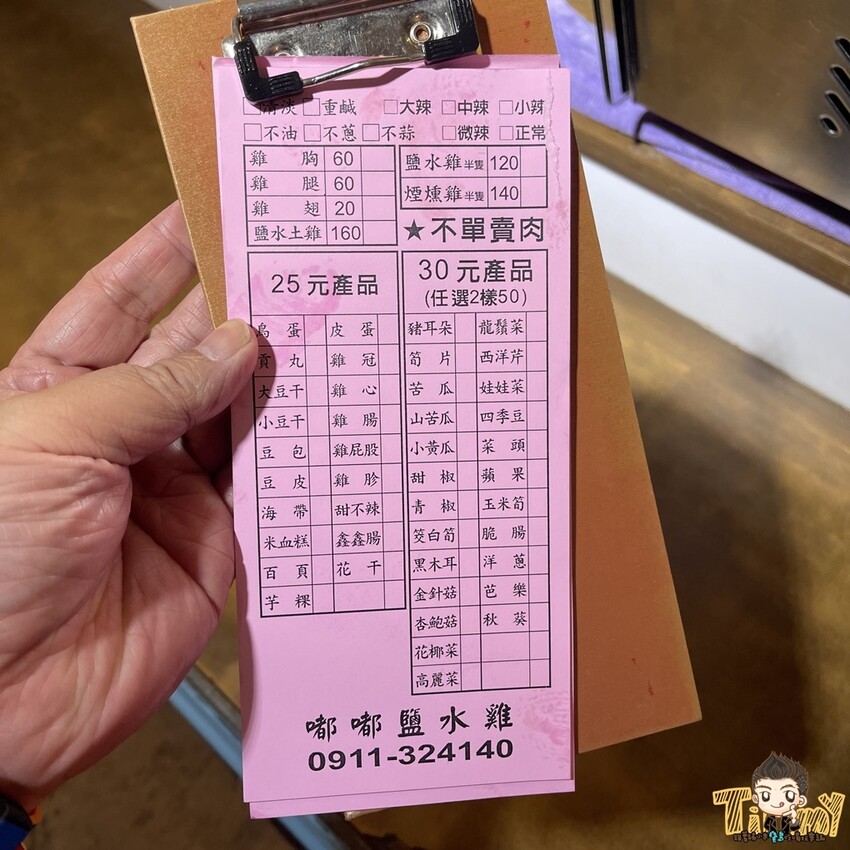 清淡 重鹹 大辣 中辣 小辣
不油 不蔥 不蒜 微辣 正常
雞胸 60
雞腿 60
雞翅 20
鹽水土雞 160
鹽水雞半隻 120
煙燻雞半隻 140
★不單賣肉
25元產品
鳥蛋 皮蛋
貢丸 雞冠
大豆干 雞心
小豆干 雞腸
豆包 雞屁股
豆皮 雞胗
海帶 甜不辣
米血糕 鑫鑫腸
百頁 花干
芋粿
30元產品
(任選2樣50)
豬耳朵 龍鬚菜
筍片 西洋芹
苦瓜 娃娃菜
山苦瓜 四季豆
小黃瓜 菜頭
甜椒 蘋果
青椒 玉米筍
筊白筍 脆腸
黑木耳 洋蔥
金針菇 芭樂
杏鮑菇 秋葵
花椰菜
高麗菜
嘟嘟鹽水雞
0911-324140